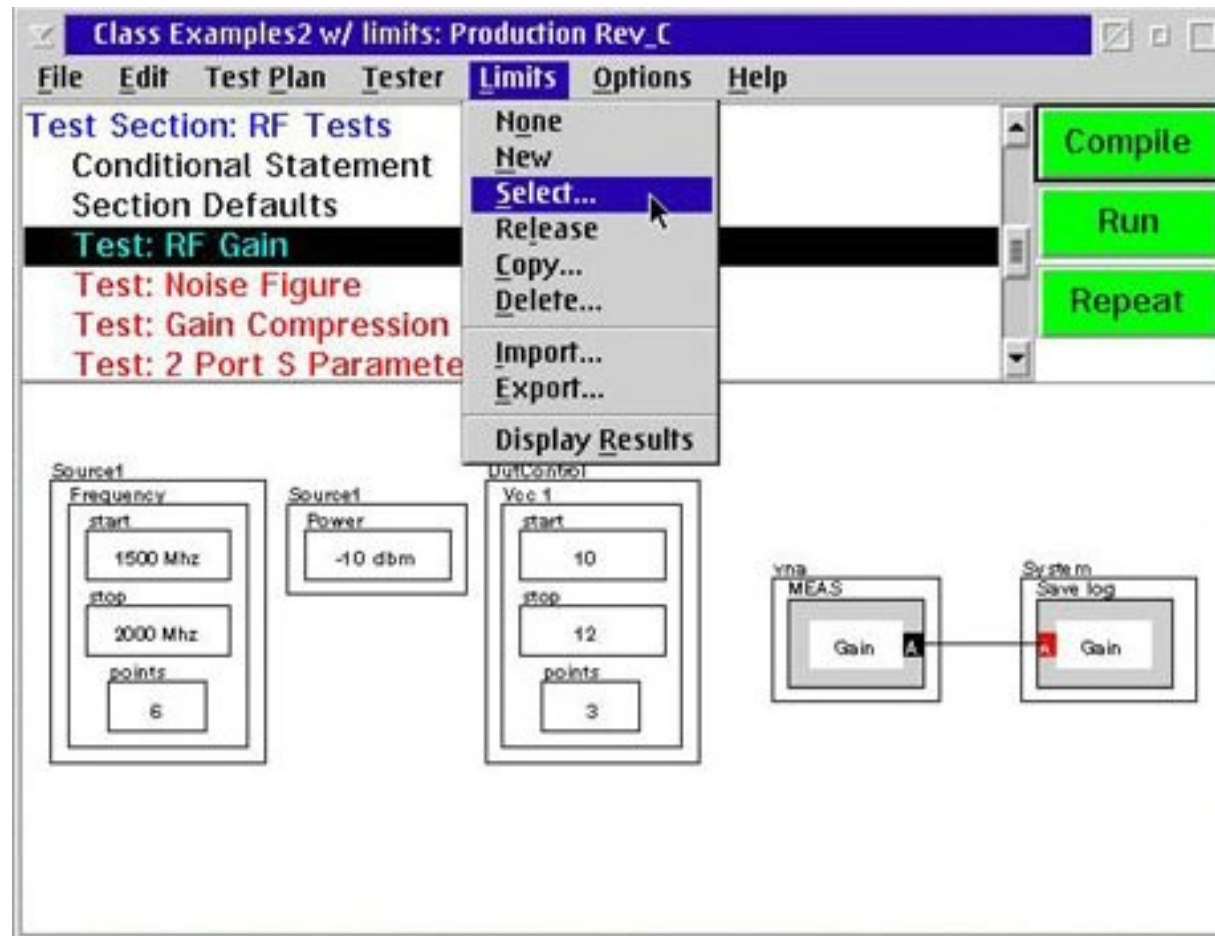 Class Examples2 w/ limits: Production Rev_C
File Edit Test Plan Tester Limits Options Help
Test Section: RF Tests
Conditional Statement
Section Defaults
Test: RF Gain
Test: Noise Figure
Test: Gain Compression
Test: 2 Port S Paramete
None
New
Select...
Release
Copy...
Delete...
Import...
Export...
Display Results
Compile
Run
Repeat
Source1
Frequency
start
1500 Mhz
stop
2000 Mhz
points
6
Source1
Power
-10 dbm
DutControl
Vcc 1
start
10
stop
12
points
3
vna
MEAS
Gain A
System
Save log
A Gain